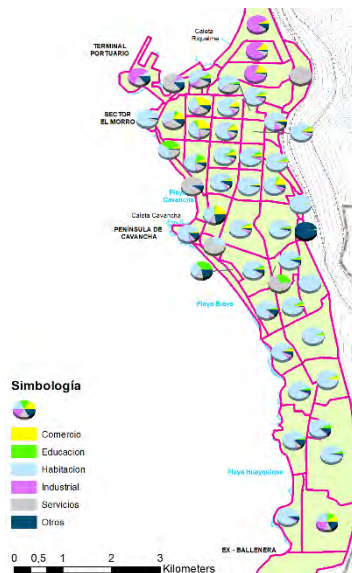 Caleta
Riquelme
TERMINAL
PORTUARIO
SECTOR
EL MORRO
Playa
Cavancha
Caleta Cavancha
PENÍNSULA DE
CAVANCHA
Playa Brava
Simbología
Comercio
Educacion
Habitacion
Industrial
Servicios
Otros
Playa Huayquique
EX - BALLENERA
0 0,5 1 2 3
Kilometers